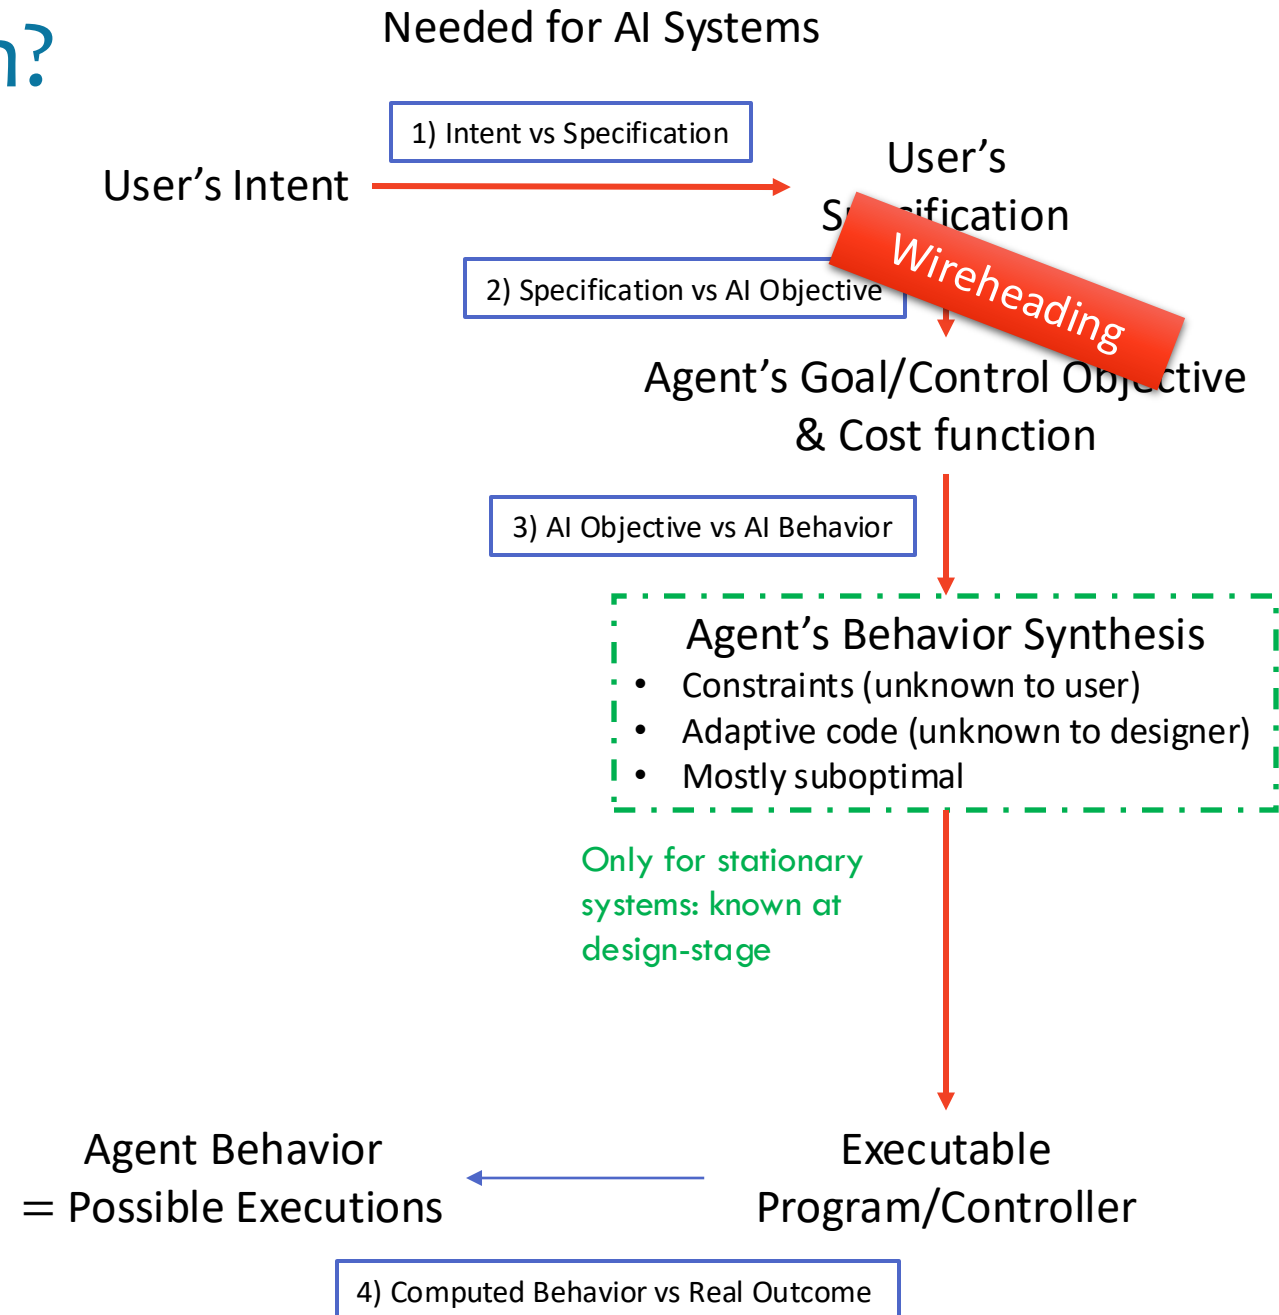 n?
Needed for AI Systems
1) Intent vs Specification
User's Intent
User's
Specification
Wireheading
2) Specification vs AI Objective
Agent's Goal/Control Objective
& Cost function
3) AI Objective vs AI Behavior
Agent's Behavior Synthesis
• Constraints (unknown to user)
• Adaptive code (unknown to designer)
• Mostly suboptimal
Only for stationary
systems: known at
design-stage
Agent Behavior
= Possible Executions
Executable
Program/Controller
4) Computed Behavior vs Real Outcome